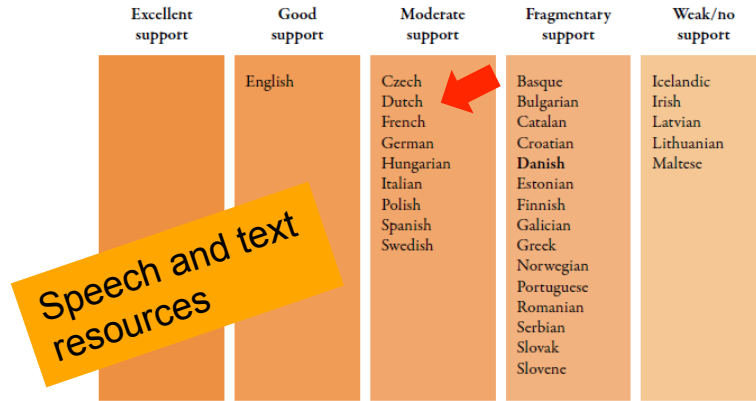 Excellent support
Good support
Moderate support
Fragmentary support
Weak/no support
English
Czech
Dutch
French
German
Hungarian
Italian
Polish
Spanish
Swedish
Basque
Bulgarian
Catalan
Croatian
Danish
Estonian
Finnish
Galician
Greek
Norwegian
Portuguese
Romanian
Serbian
Slovak
Slovene
Icelandic
Irish
Latvian
Lithuanian
Maltese
Speech and text
resources